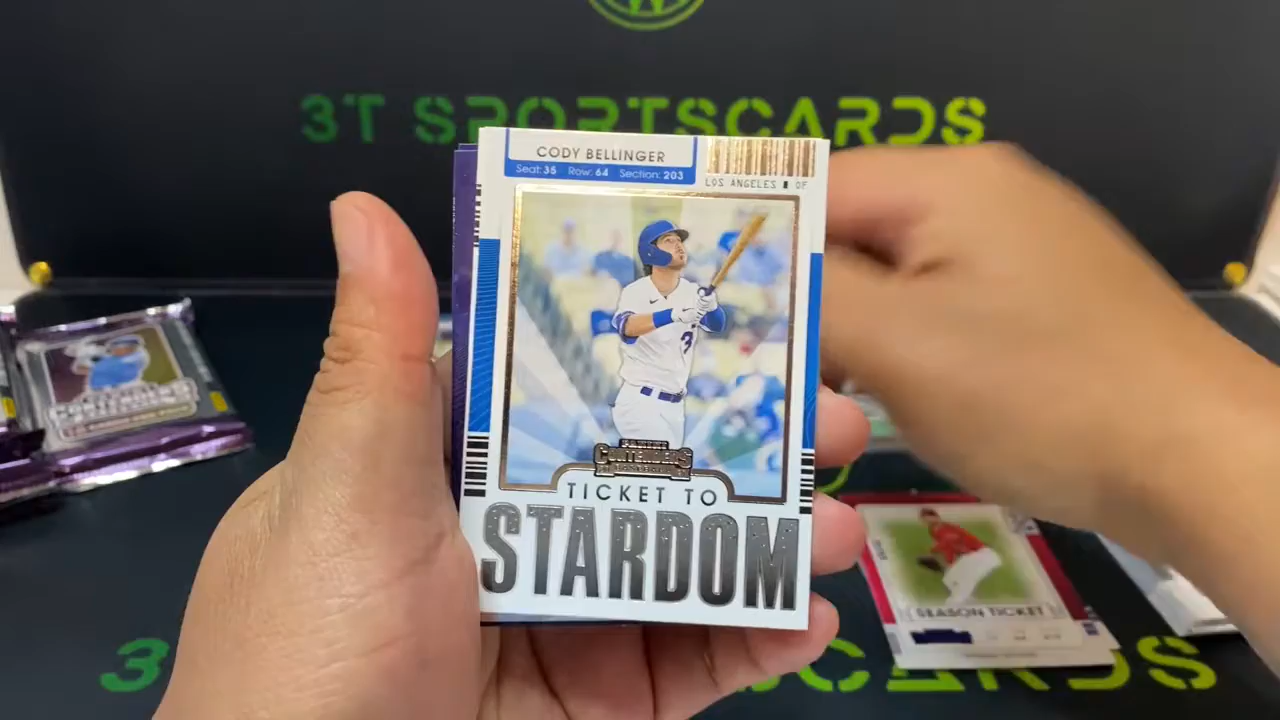 3T SPORTSCARDS
CODY BELLINGER
Seat: 35 Row: 64 Section: 203
LOS ANGELES OF
PANINI
CONTENDERS
TICKET TO
STARDOM
SEASON TICKET